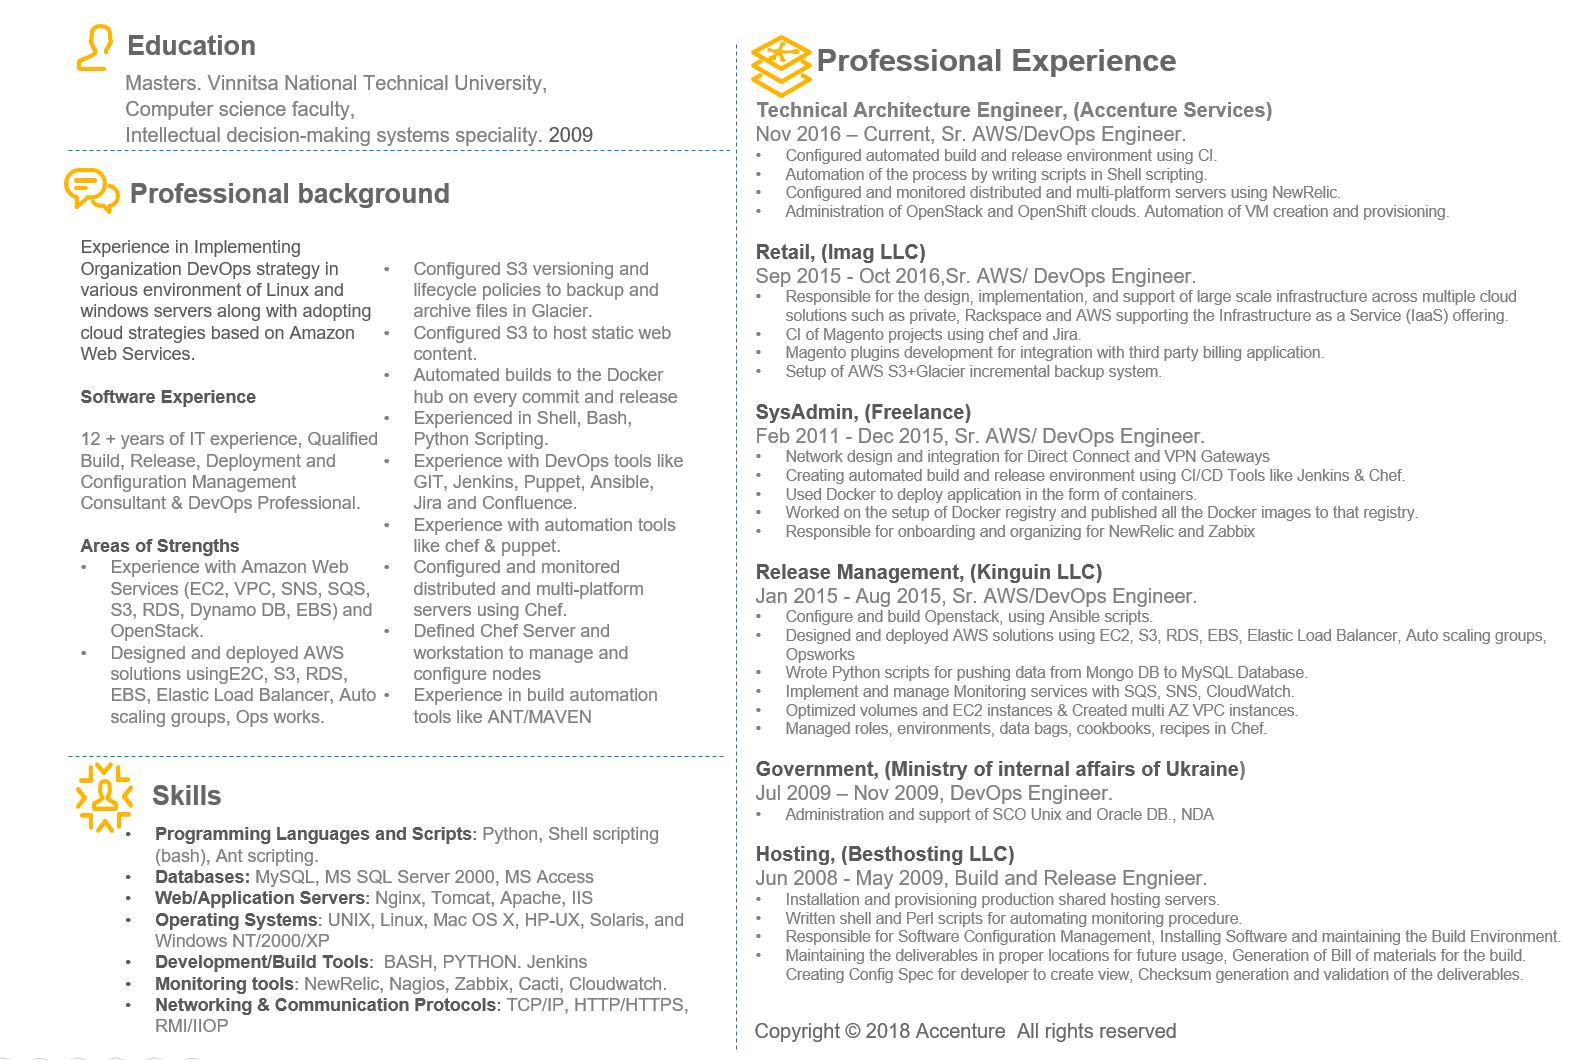 Education
Masters. Vinnitsa National Technical University,
Computer science faculty,
Intellectual decision-making systems speciality. 2009
Professional background
Experience in Implementing
Organization DevOps strategy in
various environment of Linux and
windows servers along with adopting
cloud strategies based on Amazon
Web Services.
Software Experience
12 + years of IT experience, Qualified
Build, Release, Deployment and
Configuration Management
Consultant & DevOps Professional.
Areas of Strengths
• Experience with Amazon Web
Services (EC2, VPC, SNS, SQS,
S3, RDS, Dynamo DB, EBS) and
OpenStack.
• Designed and deployed AWS
solutions usingE2C, S3, RDS,
EBS, Elastic Load Balancer, Auto
scaling groups, Ops works.
• Configured S3 versioning and
lifecycle policies to backup and
archive files in Glacier.
• Configured S3 to host static web
content.
• Automated builds to the Docker
hub on every commit and release
• Experienced in Shell, Bash,
Python Scripting.
• Experience with DevOps tools like
GIT, Jenkins, Puppet, Ansible,
Jira and Confluence.
• Experience with automation tools
like chef & puppet.
• Configured and monitored
distributed and multi-platform
servers using Chef.
• Defined Chef Server and
workstation to manage and
configure nodes
• Experience in build automation
tools like ANT/MAVEN
Skills
• Programming Languages and Scripts: Python, Shell scripting
(bash), Ant scripting.
• Databases: MySQL, MS SQL Server 2000, MS Access
• Web/Application Servers: Nginx, Tomcat, Apache, IIS
• Operating Systems: UNIX, Linux, Mac OS X, HP-UX, Solaris, and
Windows NT/2000/XP
• Development/Build Tools: BASH, PYTHON. Jenkins
• Monitoring tools: NewRelic, Nagios, Zabbix, Cacti, Cloudwatch.
• Networking & Communication Protocols: TCP/IP, HTTP/HTTPS,
RMI/IIOP
Professional Experience
Technical Architecture Engineer, (Accenture Services)
Nov 2016 – Current, Sr. AWS/DevOps Engineer.
• Configured automated build and release environment using CI.
• Automation of the process by writing scripts in Shell scripting.
• Configured and monitored distributed and multi-platform servers using NewRelic.
• Administration of OpenStack and OpenShift clouds. Automation of VM creation and provisioning.
Retail, (Imag LLC)
Sep 2015 - Oct 2016,Sr. AWS/ DevOps Engineer.
• Responsible for the design, implementation, and support of large scale infrastructure across multiple cloud
solutions such as private, Rackspace and AWS supporting the Infrastructure as a Service (IaaS) offering.
• CI of Magento projects using chef and Jira.
• Magento plugins development for integration with third party billing application.
• Setup of AWS S3+Glacier incremental backup system.
SysAdmin, (Freelance)
Feb 2011 - Dec 2015, Sr. AWS/ DevOps Engineer.
• Network design and integration for Direct Connect and VPN Gateways
• Creating automated build and release environment using CI/CD Tools like Jenkins & Chef.
• Used Docker to deploy application in the form of containers.
• Worked on the setup of Docker registry and published all the Docker images to that registry.
• Responsible for onboarding and organizing for NewRelic and Zabbix
Release Management, (Kinguin LLC)
Jan 2015 - Aug 2015, Sr. AWS/DevOps Engineer.
• Configure and build Openstack, using Ansible scripts.
• Designed and deployed AWS solutions using EC2, S3, RDS, EBS, Elastic Load Balancer, Auto scaling groups,
Opsworks
• Wrote Python scripts for pushing data from Mongo DB to MySQL Database.
• Implement and manage Monitoring services with SQS, SNS, CloudWatch.
• Optimized volumes and EC2 instances & Created multi AZ VPC instances.
• Managed roles, environments, data bags, cookbooks, recipes in Chef.
Government, (Ministry of internal affairs of Ukraine)
Jul 2009 – Nov 2009, DevOps Engineer.
• Administration and support of SCO Unix and Oracle DB., NDA
Hosting, (Besthosting LLC)
Jun 2008 - May 2009, Build and Release Engnieer.
• Installation and provisioning production shared hosting servers.
• Written shell and Perl scripts for automating monitoring procedure.
• Responsible for Software Configuration Management, Installing Software and maintaining the Build Environment.
• Maintaining the deliverables in proper locations for future usage, Generation of Bill of materials for the build.
Creating Config Spec for developer to create view, Checksum generation and validation of the deliverables.
Copyright © 2018 Accenture All rights reserved